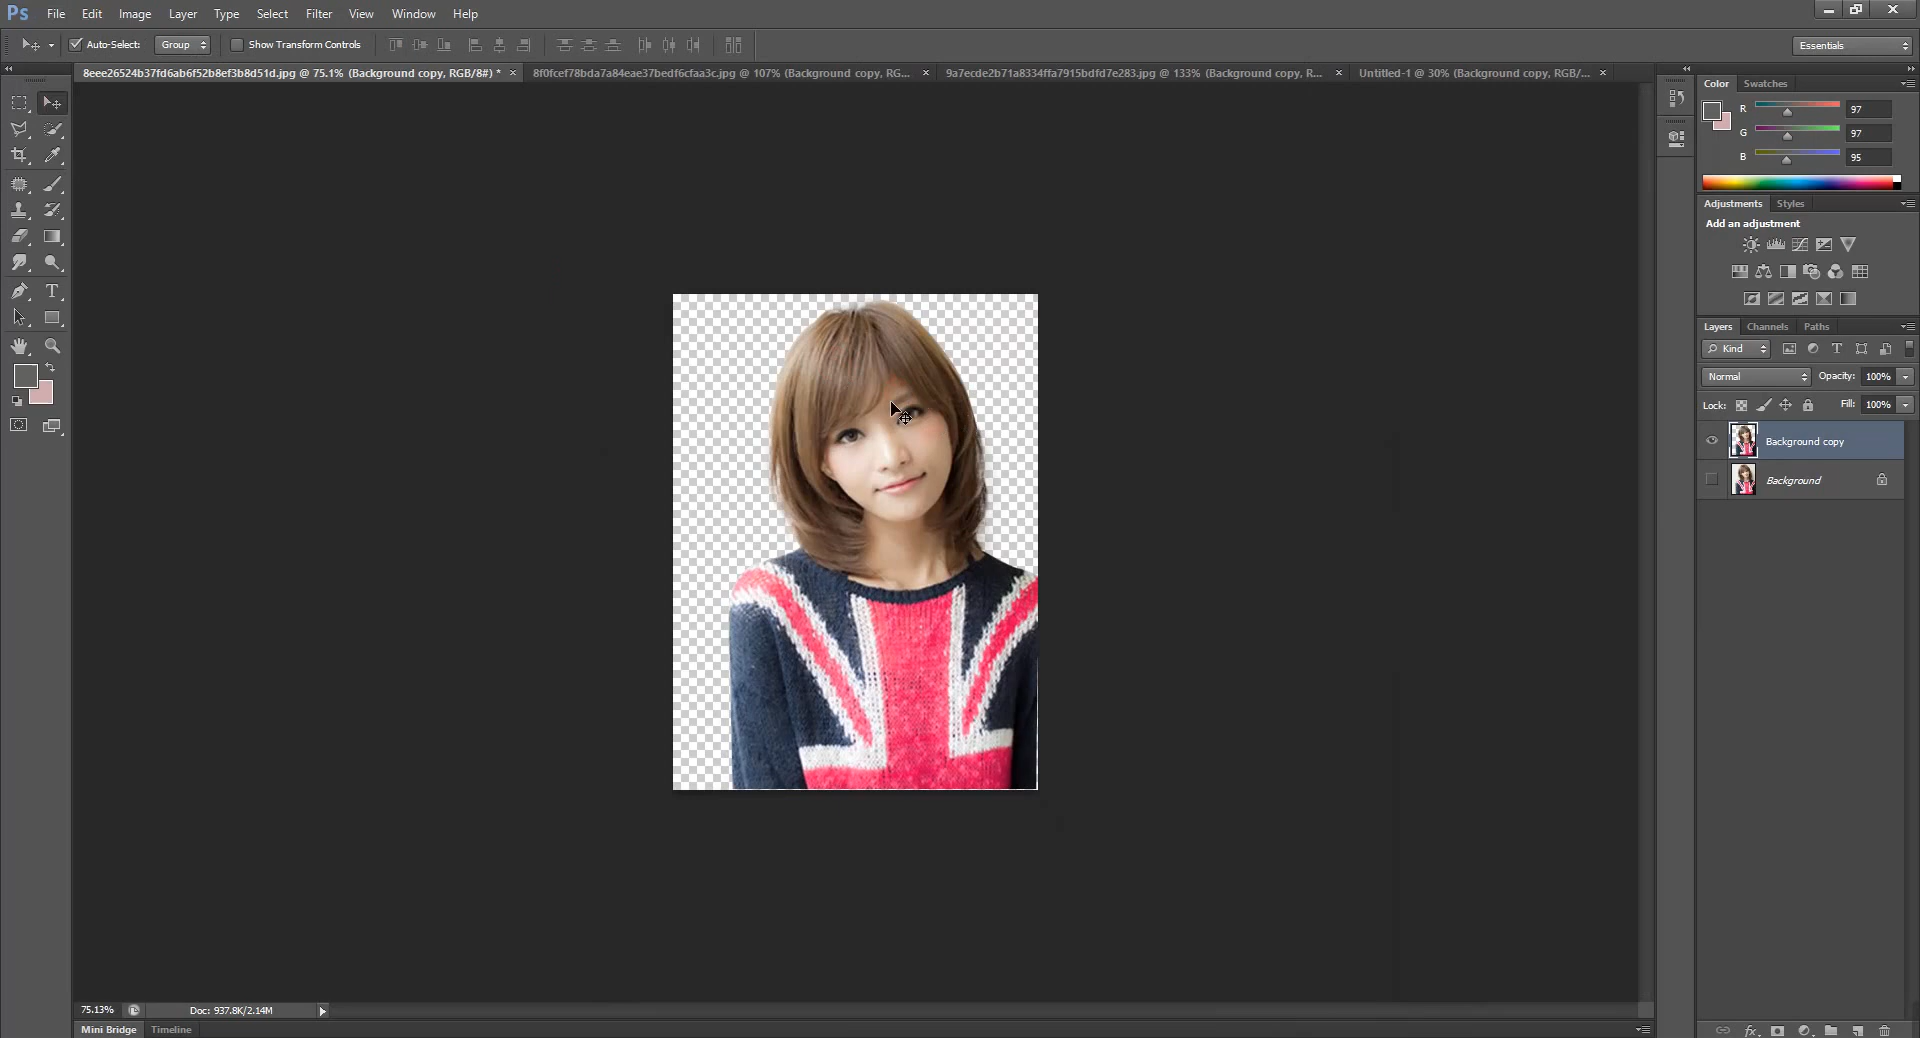 Ps File Edit Image Layer Type Select Filter View Window Help
Auto-Select: Group Show Transform Controls Essentials
8eee26524b37fd6ab6f52b8ef3b8d51d.jpg @ 75.1% (Background copy, RGB/8#) * 8f0fcef78bda7a84eae37bedf6cfaa3c.jpg @ 107% (Background copy, RG... 9a7ecde2b71a8334ffa7915bdfd7e283.jpg @ 133% (Background copy, R... Untitled-1 @ 30% (Background copy, RGB/...
Color Swatches
R 97
G 97
B 95
Adjustments Styles
Add an adjustment
Layers Channels Paths
Kind
Normal Opacity: 100%
Lock: Fill: 100%
Background copy
Background
75.13% Doc: 937.8K/2.14M
Mini Bridge Timeline